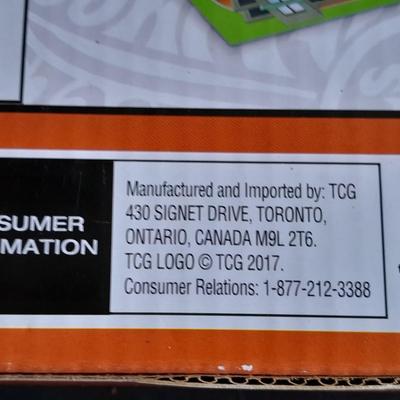 SUMER
MATION
Manufactured and Imported by: TCG
430 SIGNET DRIVE, TORONTO,
ONTARIO, CANADA M9L 2T6.
TCG LOGO © TCG 2017.
Consumer Relations: 1-877-212-3388